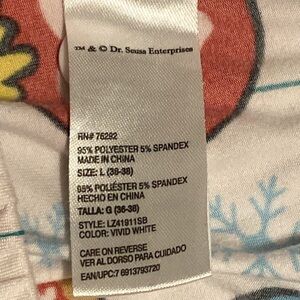 TM & © Dr. Seuss Enterprises
RN# 76292
95% POLYESTER 5% SPANDEX
MADE IN CHINA
SIZE: L (36-38)
95% POLIÉSTER 5% SPANDEX
HECHO EN CHINA
TALLA: G (36-38)
STYLE: LZ41911SB
COLOR: VIVID WHITE
CARE ON REVERSE
VER AL DORSO PARA CUIDADO
EAN/UPC:7 6913793720